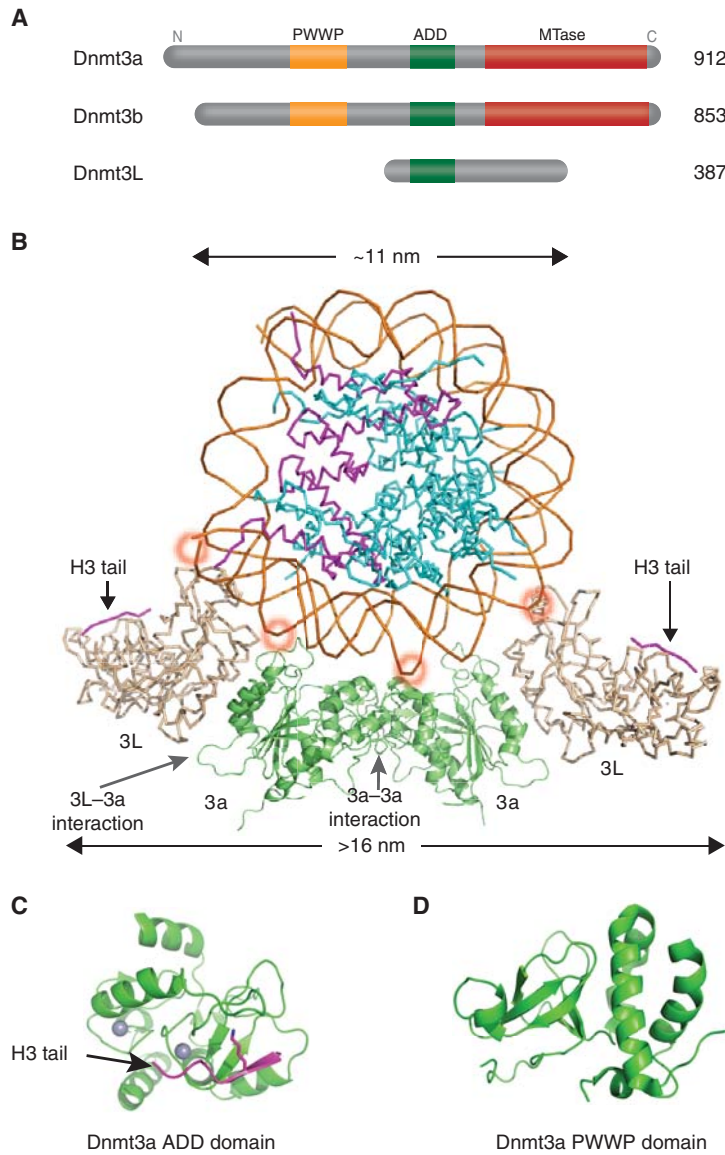 A
N PWWP ADD MTase C
Dnmt3a 912
Dnmt3b 853
Dnmt3L 387
B
~11 nm
H3 tail
H3 tail
3L
3L
3a
3a
3L–3a
interaction
3a–3a
interaction
>16 nm
C
D
H3 tail
Dnmt3a ADD domain
Dnmt3a PWWP domain